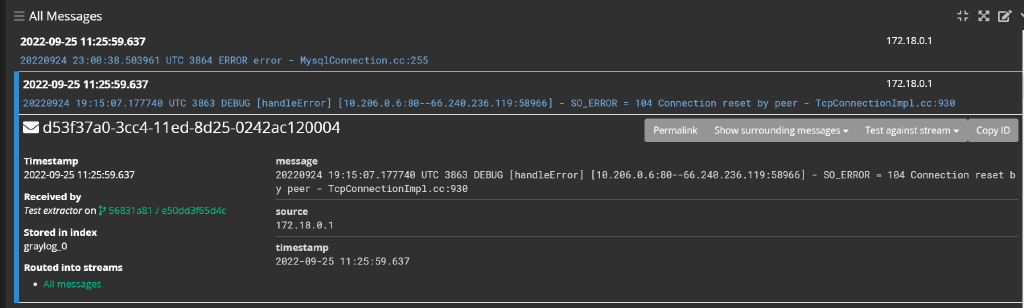 All Messages
2022-09-25 11:25:59.637 172.18.0.1
20220924 23:00:38.503961 UTC 3864 ERROR error - MysqlConnection.cc:255
2022-09-25 11:25:59.637 172.18.0.1
20220924 19:15:07.177740 UTC 3863 DEBUG [handleError] [10.206.0.6:80--66.240.236.119:58966] - SO_ERROR = 104 Connection reset by peer - TcpConnectionImpl.cc:930
d53f37a0-3cc4-11ed-8d25-0242ac120004
Permalink Show surrounding messages Test against stream Copy ID
Timestamp
2022-09-25 11:25:59.637
Received by
Test extractor on 56831a81 / e50dd3f65d4c
Stored in index
graylog_0
Routed into streams
All messages
message
20220924 19:15:07.177740 UTC 3863 DEBUG [handleError] [10.206.0.6:80--66.240.236.119:58966] - SO_ERROR = 104 Connection reset b
y peer - TcpConnectionImpl.cc:930
source
172.18.0.1
timestamp
2022-09-25 11:25:59.637